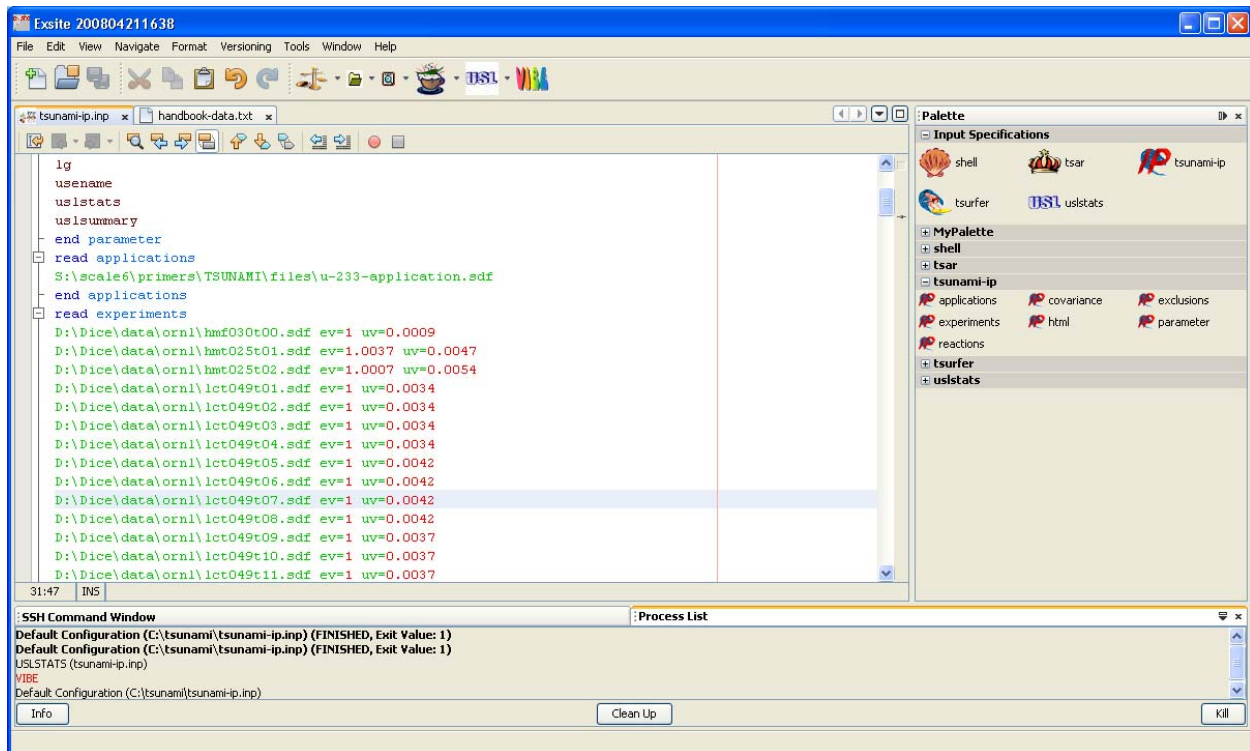 Exsite 200804211638
File Edit View Navigate Format Versioning Tools Window Help
USL
tsunami-ip.inp x handbook-data.txt x
lg
usename
uslstats
uslsummary
end parameter
read applications
S:\scale6\primers\TSUNAMI\files\u-233-application.sdf
end applications
read experiments
D:\Dice\data\ornl\hmf030t00.sdf ev=1 uv=0.0009
D:\Dice\data\ornl\hmt025t01.sdf ev=1.0037 uv=0.0047
D:\Dice\data\ornl\hmt025t02.sdf ev=1.0007 uv=0.0054
D:\Dice\data\ornl\lct049t01.sdf ev=1 uv=0.0034
D:\Dice\data\ornl\lct049t02.sdf ev=1 uv=0.0034
D:\Dice\data\ornl\lct049t03.sdf ev=1 uv=0.0034
D:\Dice\data\ornl\lct049t04.sdf ev=1 uv=0.0034
D:\Dice\data\ornl\lct049t05.sdf ev=1 uv=0.0042
D:\Dice\data\ornl\lct049t06.sdf ev=1 uv=0.0042
D:\Dice\data\ornl\lct049t07.sdf ev=1 uv=0.0042
D:\Dice\data\ornl\lct049t08.sdf ev=1 uv=0.0042
D:\Dice\data\ornl\lct049t09.sdf ev=1 uv=0.0037
D:\Dice\data\ornl\lct049t10.sdf ev=1 uv=0.0037
D:\Dice\data\ornl\lct049t11.sdf ev=1 uv=0.0037
31:47 INS
Palette
Input Specifications
shell tsar tsunami-ip
tsurfer USL uslstats
MyPalette
shell
tsar
tsunami-ip
applications covariance exclusions
experiments html parameter
reactions
tsurfer
uslstats
SSH Command Window
Process List
Default Configuration (C:\tsunami\tsunami-ip.inp) (FINISHED, Exit Value: 1)
Default Configuration (C:\tsunami\tsunami-ip.inp) (FINISHED, Exit Value: 1)
USLSTATS (tsunami-ip.inp)
VIBE
Default Configuration (C:\tsunami\tsunami-ip.inp)
Info Clean Up Kill